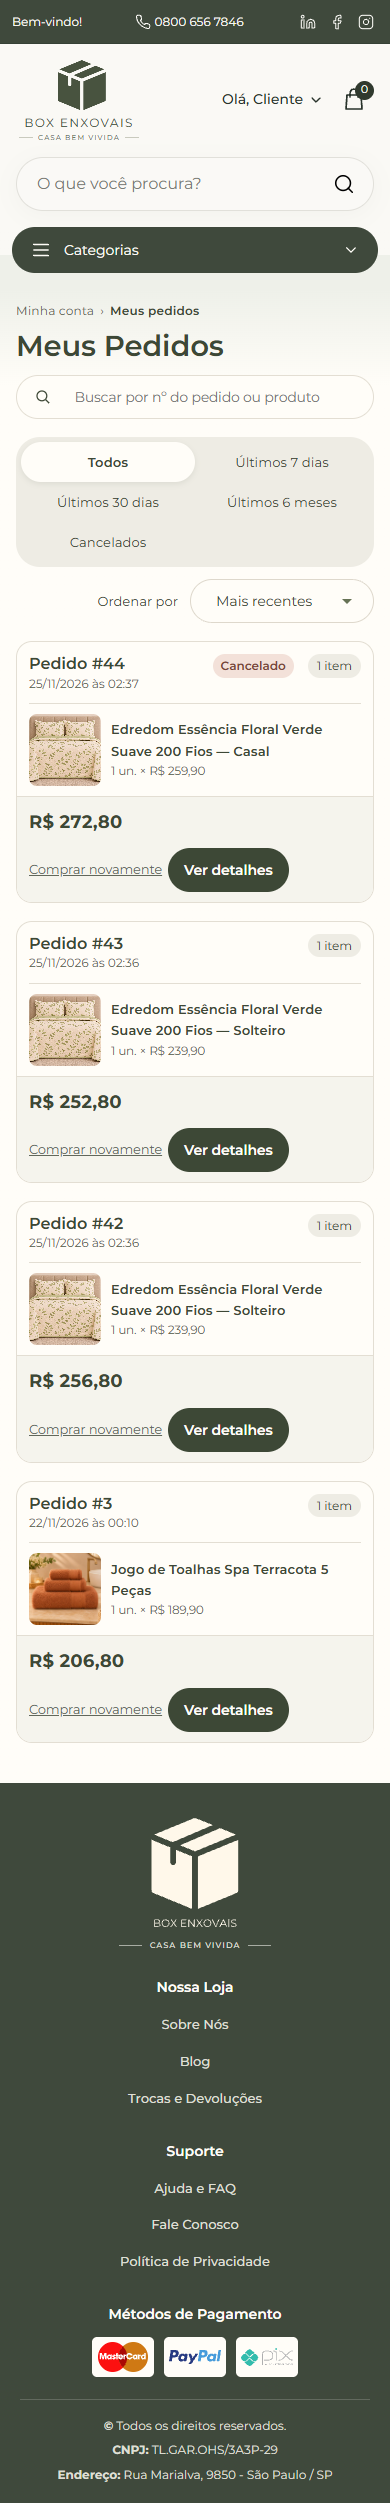 Bem-vindo!
0800 656 7846
BOX ENXOVAIS
CASA BEM VIVIDA
Olá, Cliente
0
O que você procura?
Categorias
Minha conta › Meus pedidos
Meus Pedidos
Buscar por nº do pedido ou produto
Todos
Últimos 7 dias
Últimos 30 dias
Últimos 6 meses
Cancelados
Ordenar por
Mais recentes
Pedido #44
Cancelado
1 item
25/11/2026 às 02:37
Edredom Essência Floral Verde
Suave 200 Fios — Casal
1 un. × R$ 259,90
R$ 272,80
Comprar novamente
Ver detalhes
Pedido #43
1 item
25/11/2026 às 02:36
Edredom Essência Floral Verde
Suave 200 Fios — Solteiro
1 un. × R$ 239,90
R$ 252,80
Comprar novamente
Ver detalhes
Pedido #42
1 item
25/11/2026 às 02:36
Edredom Essência Floral Verde
Suave 200 Fios — Solteiro
1 un. × R$ 239,90
R$ 256,80
Comprar novamente
Ver detalhes
Pedido #3
1 item
22/11/2026 às 00:10
Jogo de Toalhas Spa Terracota 5
Peças
1 un. × R$ 189,90
R$ 206,80
Comprar novamente
Ver detalhes
BOX ENXOVAIS
CASA BEM VIVIDA
Nossa Loja
Sobre Nós
Blog
Trocas e Devoluções
Suporte
Ajuda e FAQ
Fale Conosco
Política de Privacidade
Métodos de Pagamento
MasterCard
PayPal
pix
© Todos os direitos reservados.
CNPJ: TL.GAR.OHS/3A3P-29
Endereço: Rua Marialva, 9850 - São Paulo / SP